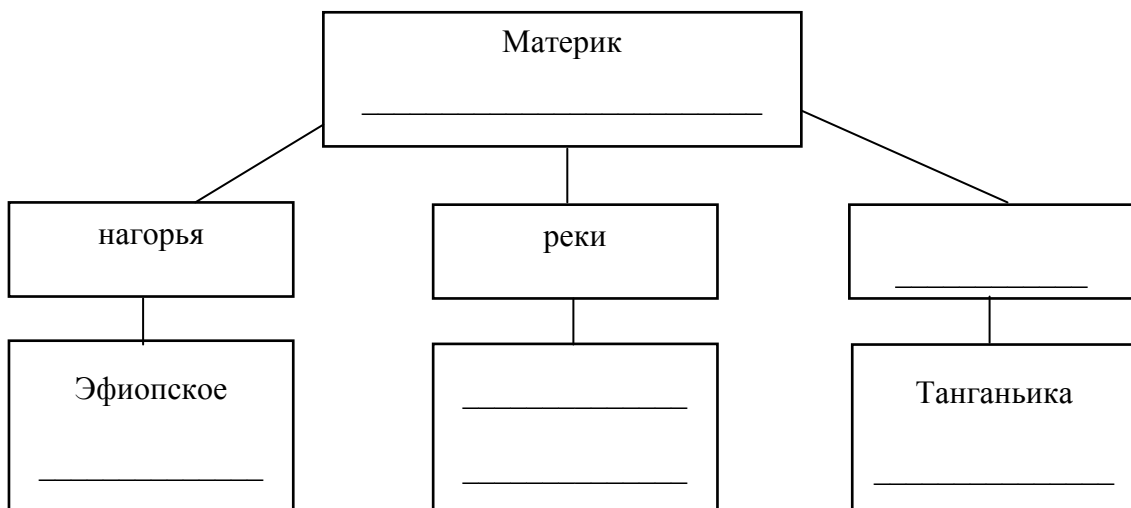 Материк
нагорья
реки
Эфиопское
Танганьика